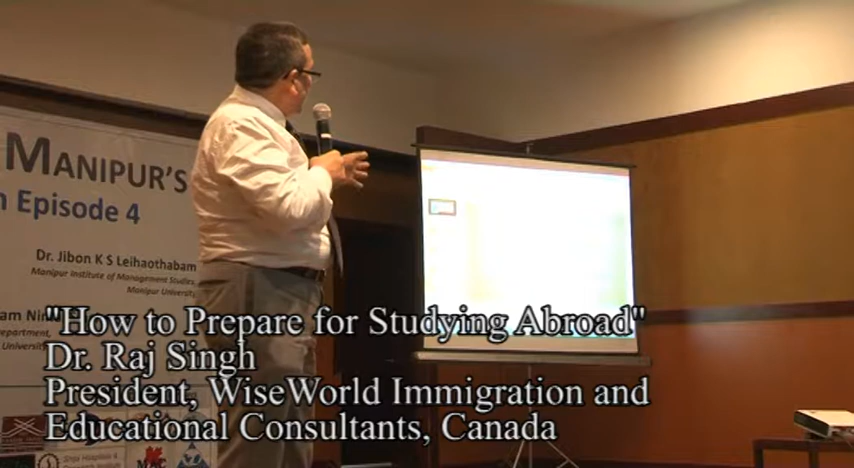 MANIPUR'S
Episode 4
Dr. Jibon K S Leihaothabam
Manipur Institute of Management Studies,
Manipur University
"How to Prepare for Studying Abroad"
Dr. Raj Singh
President, WiseWorld Immigration and
Educational Consultants, Canada